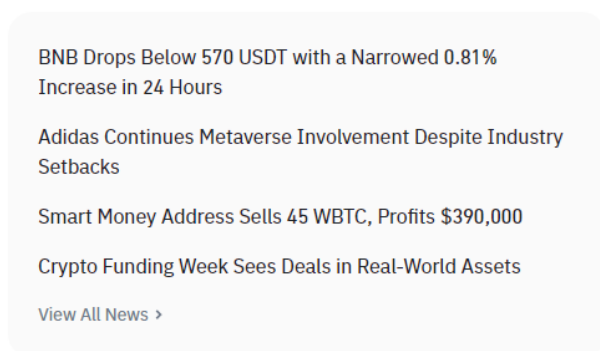 BNB Drops Below 570 USDT with a Narrowed 0.81%
Increase in 24 Hours
Adidas Continues Metaverse Involvement Despite Industry
Setbacks
Smart Money Address Sells 45 WBTC, Profits $390,000
Crypto Funding Week Sees Deals in Real-World Assets
View All News >